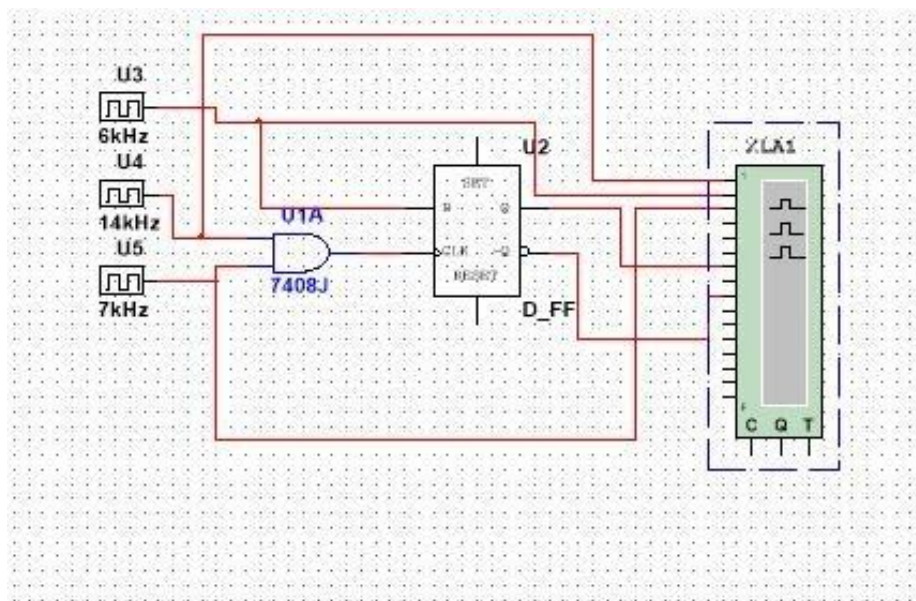 U3
6kHz
U4
14kHz
U5
7kHz
U1A
7408J
U2
SET
Q
CLK
~Q
RESET
D_FF
XLA1
C Q T